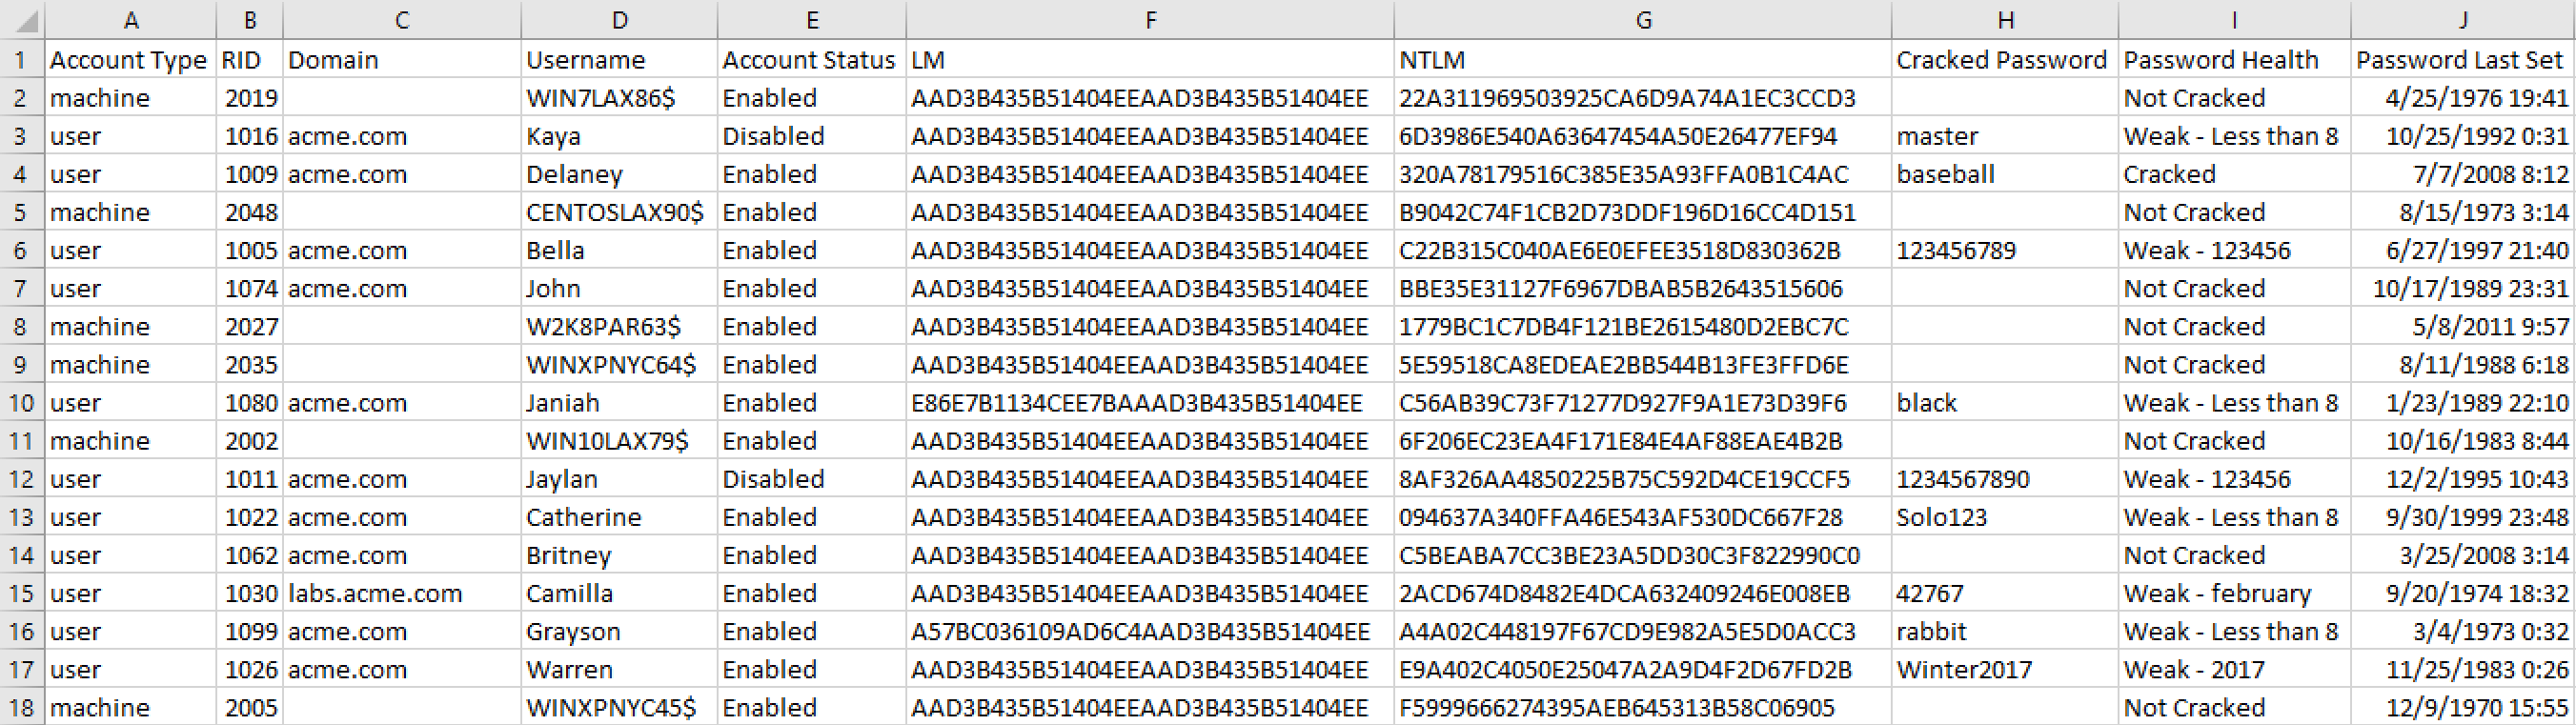 A B C D E F G H I J
1 Account Type RID Domain Username Account Status LM NTLM Cracked Password Password Health Password Last Set
2 machine 2019 WIN7LAX86$ Enabled AAD3B435B51404EEAAD3B435B51404EE 22A311969503925CA6D9A74A1EC3CCD3 Not Cracked 4/25/1976 19:41
3 user 1016 acme.com Kaya Disabled AAD3B435B51404EEAAD3B435B51404EE 6D3986E540A63647454A50E26477EF94 master Weak - Less than 8 10/25/1992 0:31
4 user 1009 acme.com Delaney Enabled AAD3B435B51404EEAAD3B435B51404EE 320A78179516C385E35A93FFA0B1C4AC baseball Cracked 7/7/2008 8:12
5 machine 2048 CENTOSLAX90$ Enabled AAD3B435B51404EEAAD3B435B51404EE B9042C74F1CB2D73DDF196D16CC4D151 Not Cracked 8/15/1973 3:14
6 user 1005 acme.com Bella Enabled AAD3B435B51404EEAAD3B435B51404EE C22B315C040AE6E0EFEE3518D830362B 123456789 Weak - 123456 6/27/1997 21:40
7 user 1074 acme.com John Enabled AAD3B435B51404EEAAD3B435B51404EE BBE35E31127F6967DBAB5B2643515606 Not Cracked 10/17/1989 23:31
8 machine 2027 W2K8PAR63$ Enabled AAD3B435B51404EEAAD3B435B51404EE 1779BC1C7DB4F121BE2615480D2EBC7C Not Cracked 5/8/2011 9:57
9 machine 2035 WINXPNYC64$ Enabled AAD3B435B51404EEAAD3B435B51404EE 5E59518CA8EDEAE2BB544B13FE3FFD6E Not Cracked 8/11/1988 6:18
10 user 1080 acme.com Janiah Enabled E86E7B1134CEE7BAAAD3B435B51404EE C56AB39C73F71277D927F9A1E73D39F6 black Weak - Less than 8 1/23/1989 22:10
11 machine 2002 WIN10LAX79$ Enabled AAD3B435B51404EEAAD3B435B51404EE 6F206EC23EA4F171E84E4AF88EAE4B2B Not Cracked 10/16/1983 8:44
12 user 1011 acme.com Jaylan Disabled AAD3B435B51404EEAAD3B435B51404EE 8AF326AA4850225B75C592D4CE19CCF5 1234567890 Weak - 123456 12/2/1995 10:43
13 user 1022 acme.com Catherine Enabled AAD3B435B51404EEAAD3B435B51404EE 094637A340FFA46E543AF530DC667F28 Solo123 Weak - Less than 8 9/30/1999 23:48
14 user 1062 acme.com Britney Enabled AAD3B435B51404EEAAD3B435B51404EE C5BEABA7CC3BE23A5DD30C3F822990C0 Not Cracked 3/25/2008 3:14
15 user 1030 labs.acme.com Camilla Enabled AAD3B435B51404EEAAD3B435B51404EE 2ACD674D8482E4DCA632409246E008EB 42767 Weak - february 9/20/1974 18:32
16 user 1099 acme.com Grayson Enabled A57BC036109AD6C4AAD3B435B51404EE A4A02C448197F67CD9E982A5E5D0ACC3 rabbit Weak - Less than 8 3/4/1973 0:32
17 user 1026 acme.com Warren Enabled AAD3B435B51404EEAAD3B435B51404EE E9A402C4050E25047A2A9D4F2D67FD2B Winter2017 Weak - 2017 11/25/1983 0:26
18 machine 2005 WINXPNYC45$ Enabled AAD3B435B51404EEAAD3B435B51404EE F5999666274395AEB645313B58C06905 Not Cracked 12/9/1970 15:55